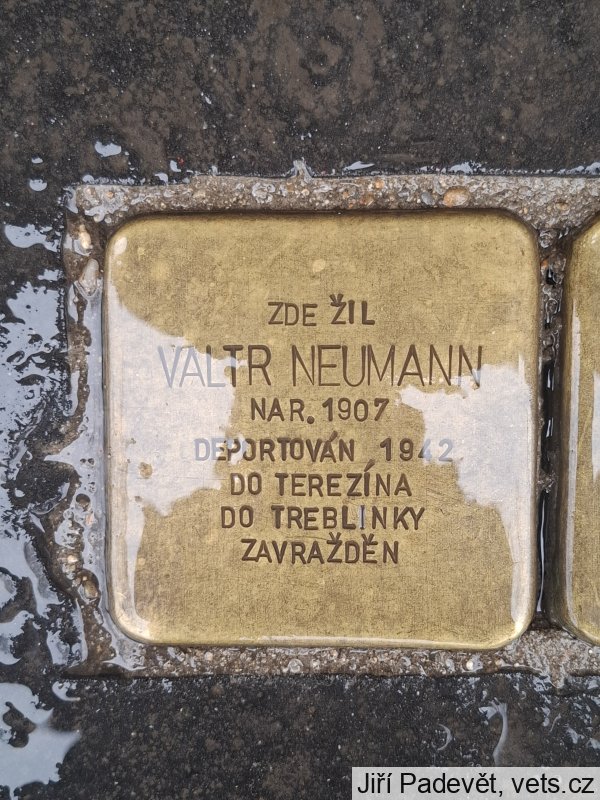 ZDE ŽIL
VALTR NEUMANN
NAR. 1907
DEPORTOVÁN 1942
DO TEREZÍNA
DO TREBLINKY
ZAVRAŽDĚN
Jiří Padevět, vets.cz